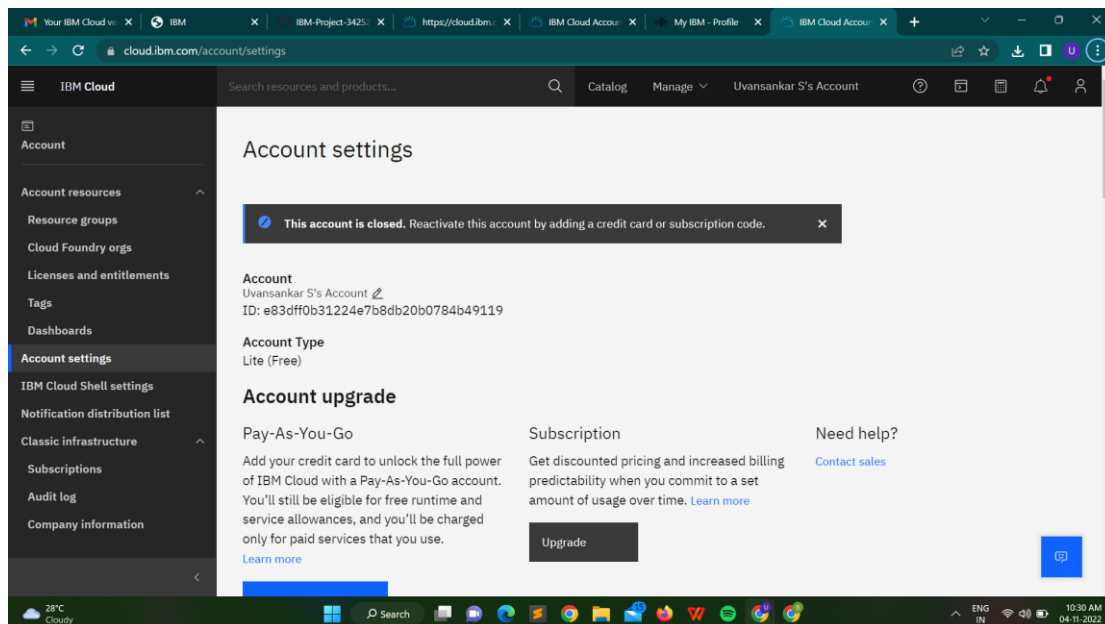 Your IBM Cloud ve
IBM
IBM-Project-3425
https://cloud.ibm.c
IBM Cloud Accoun
My IBM - Profile
IBM Cloud Accoun
cloud.ibm.com/account/settings
U
IBM Cloud
Search resources and products...
Catalog
Manage
Uvansankar S's Account
Account
Account resources
Resource groups
Cloud Foundry orgs
Licenses and entitlements
Tags
Dashboards
Account settings
IBM Cloud Shell settings
Notification distribution list
Classic infrastructure
Subscriptions
Audit log
Company information
Account settings
This account is closed. Reactivate this account by adding a credit card or subscription code.
Account
Uvansankar S's Account
ID: e83dff0b31224e7b8db20b0784b49119
Account Type
Lite (Free)
Account upgrade
Pay-As-You-Go
Add your credit card to unlock the full power
of IBM Cloud with a Pay-As-You-Go account.
You'll still be eligible for free runtime and
service allowances, and you'll be charged
only for paid services that you use.
Learn more
Subscription
Get discounted pricing and increased billing
predictability when you commit to a set
amount of usage over time. Learn more
Upgrade
Need help?
Contact sales
28°C
Cloudy
Search
ENG
IN
10:30 AM
04-11-2022